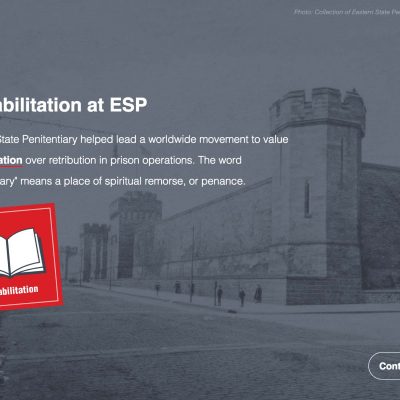 Photo: Collection of Eastern State Pe
abilitation at ESP
State Penitentiary helped lead a worldwide movement to value
ation over retribution in prison operations. The word
ary" means a place of spiritual remorse, or penance.
abilitation
Cont